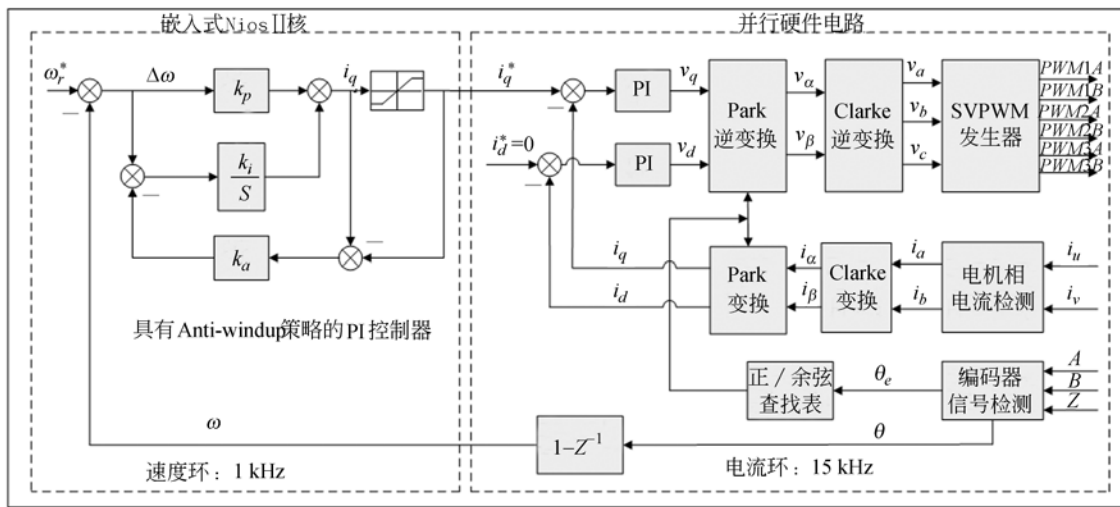 嵌入式Nios II核
并行硬件电路
ω_r^*
Δω
k_p
i_q
i_q^*
PI
v_q
Park
逆变换
v_α
v_β
Clarke
逆变换
v_a
v_b
v_c
SVPWM
发生器
PWM1A
PWM1B
PWM2A
PWM2B
PWM3A
PWM3B
i_d^*=0
PI
v_d
k_i
S
k_a
i_q
i_d
Park
变换
i_α
i_β
Clarke
变换
i_a
i_b
电机相
电流检测
i_u
i_v
具有Anti-windup策略的PI控制器
正/余弦
查找表
θ_e
编码器
信号检测
A
B
Z
ω
1–Z^{-1}
θ
速度环：1 kHz
电流环：15 kHz